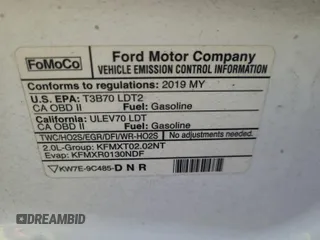 FoMoCo
Ford Motor Company
VEHICLE EMISSION CONTROL INFORMATION
Conforms to regulations: 2019 MY
U.S. EPA: T3B70 LDT2
CA OBD II Fuel: Gasoline
California: ULEV70 LDT
CA OBD II Fuel: Gasoline
TWC/HO2S/EGR/DFI/WR-HO2S No adjustments needed.
2.0L-Group: KFMXT02.02NT
Evap: KFMXR0130NDF
KW7E-9C485-DNR
DREAMBID